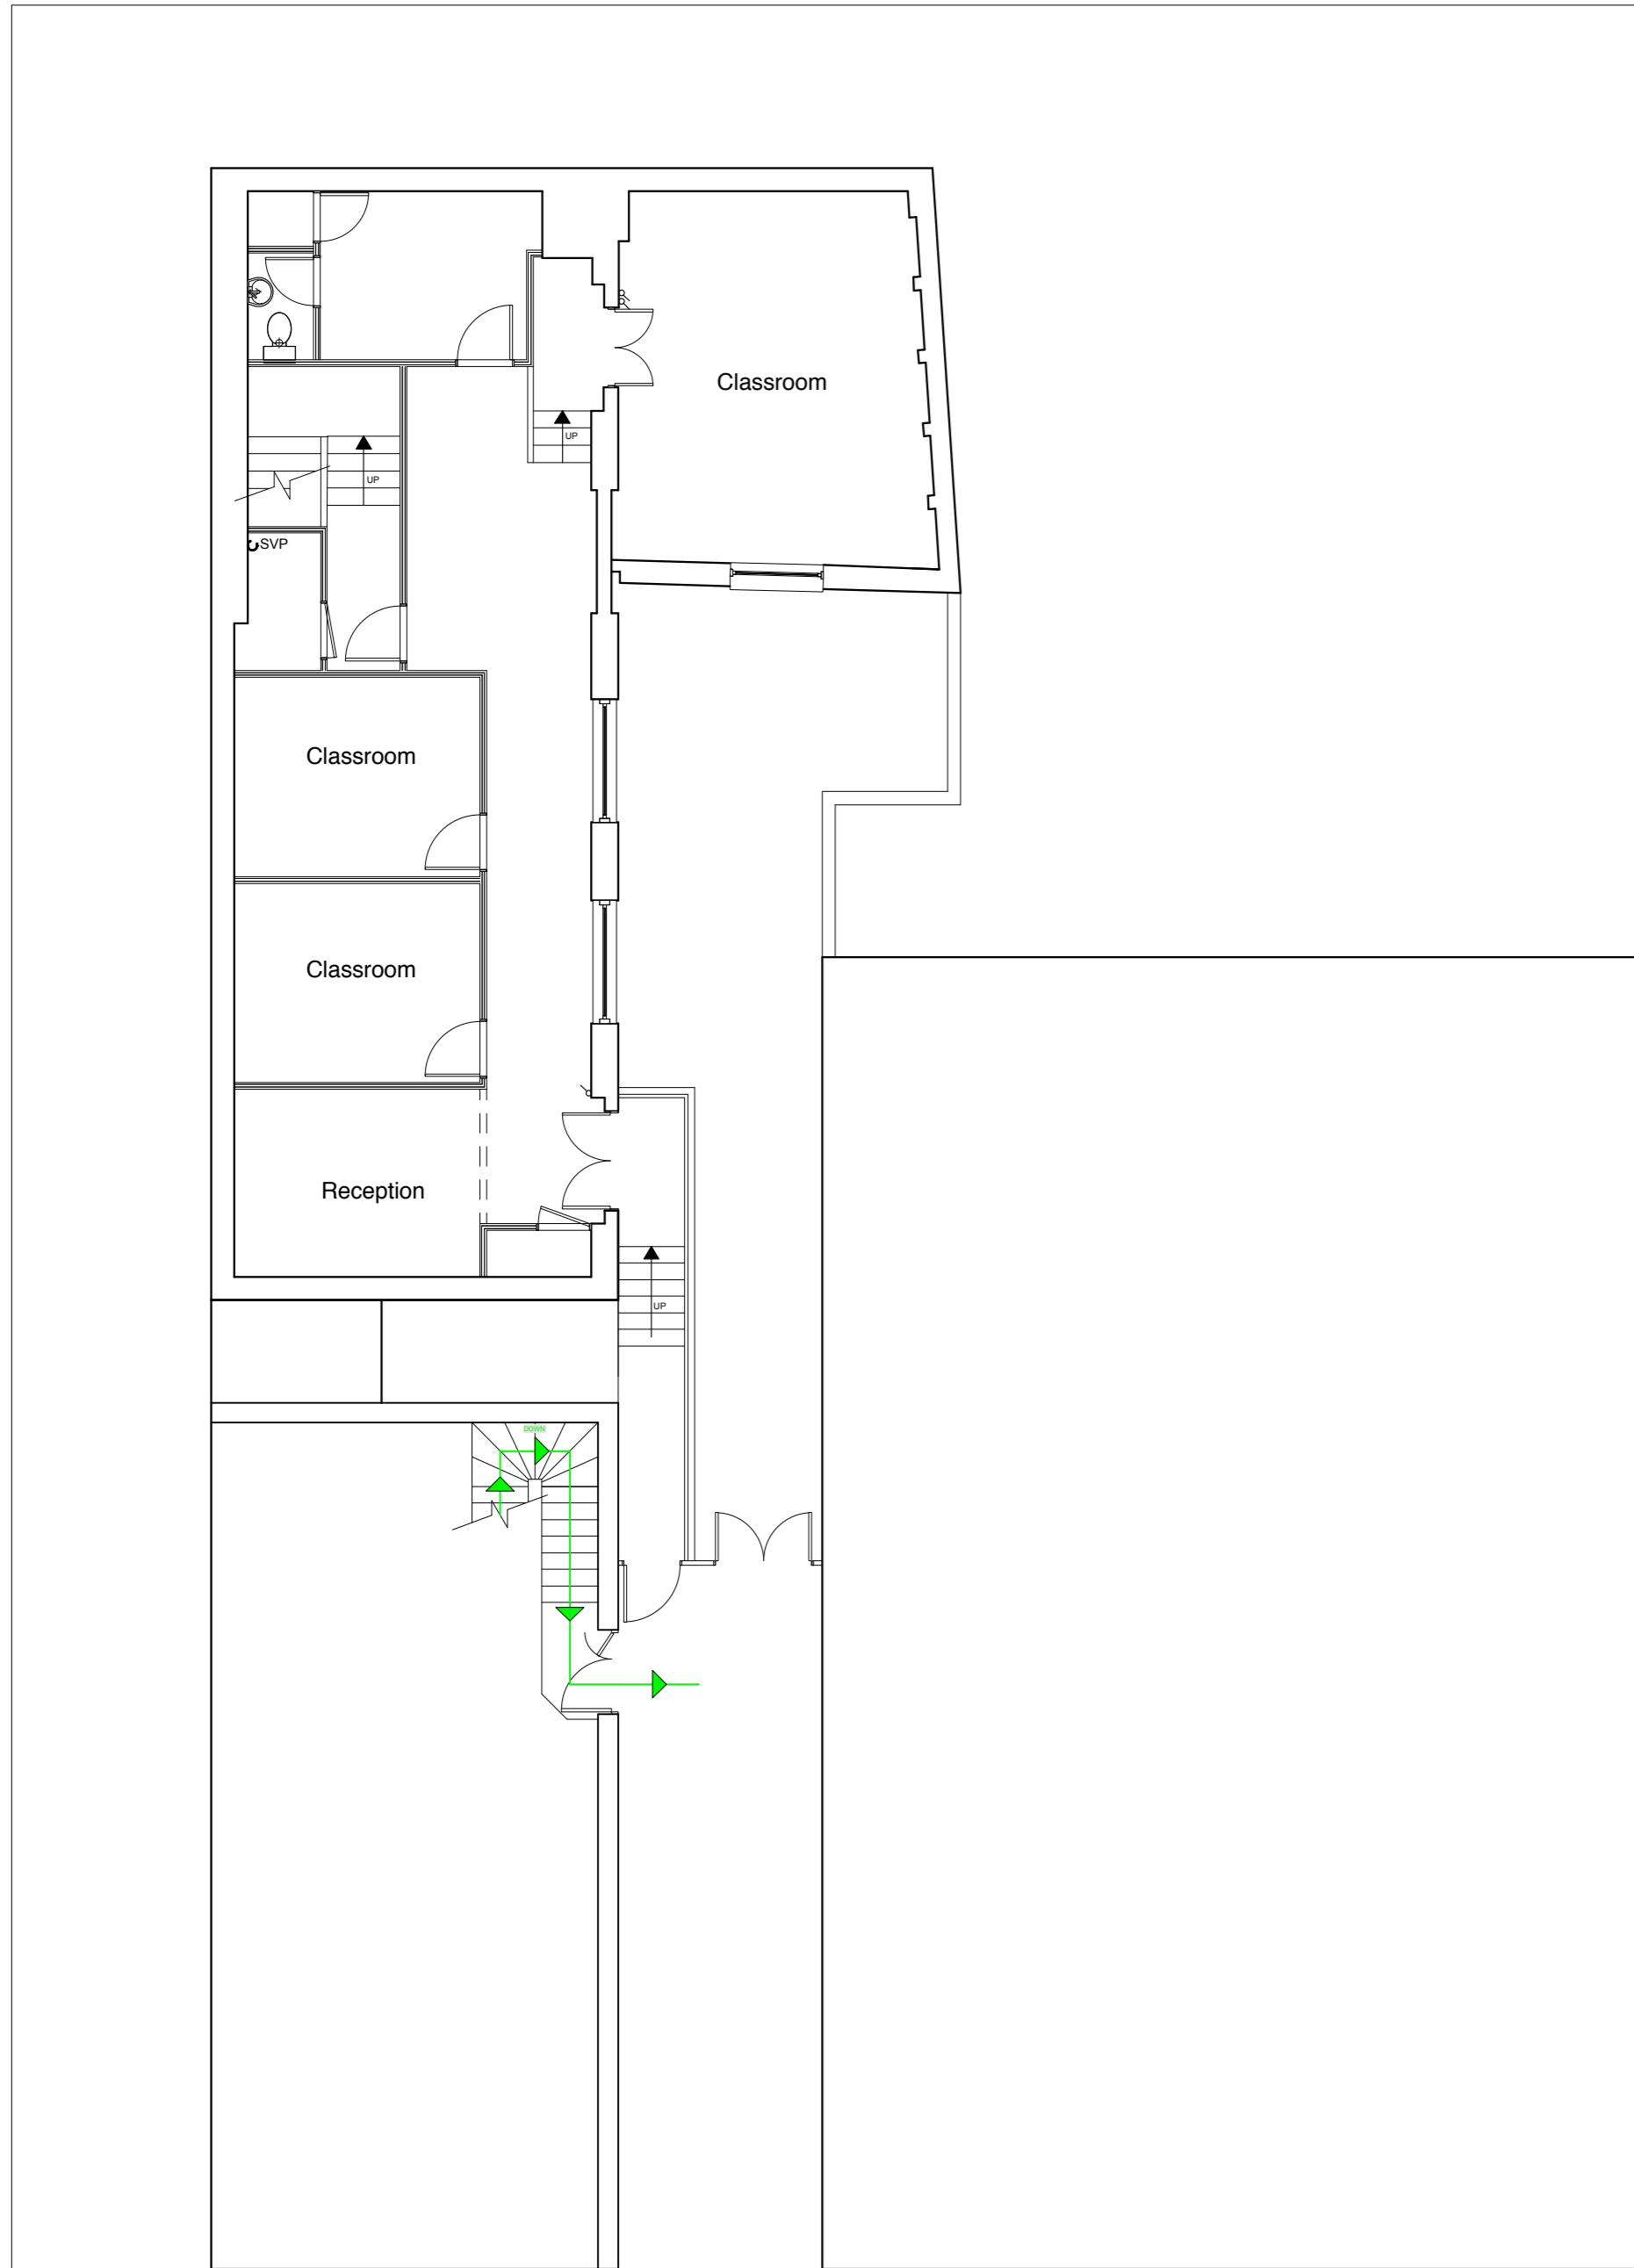 Classroom
UP
UP
SVP
Classroom
Classroom
Reception
UP
DOWN